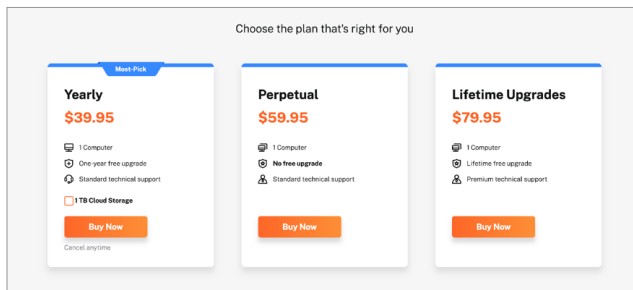 Choose the plan that's right for you
Most-Pick
Yearly
$39.95
1 Computer
One-year free upgrade
Standard technical support
1 TB Cloud Storage
Buy Now
Cancel anytime
Perpetual
$59.95
1 Computer
No free upgrade
Standard technical support
Buy Now
Lifetime Upgrades
$79.95
1 Computer
Lifetime free upgrade
Premium technical support
Buy Now